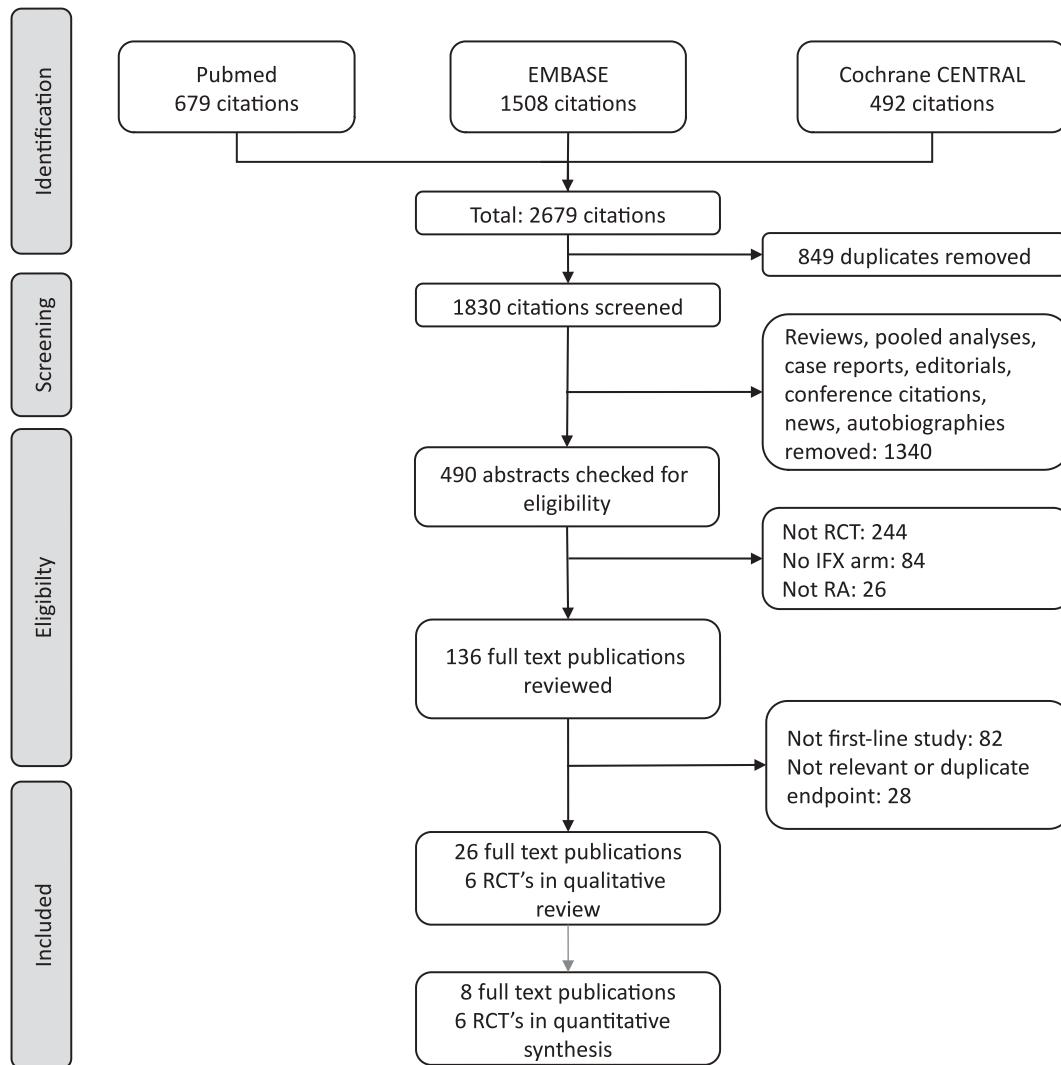 Identification
Pubmed
679 citations
EMBASE
1508 citations
Cochrane CENTRAL
492 citations
Total: 2679 citations
849 duplicates removed
Screening
1830 citations screened
Reviews, pooled analyses,
case reports, editorials,
conference citations,
news, autobiographies
removed: 1340
Eligibilty
490 abstracts checked for
eligibility
Not RCT: 244
No IFX arm: 84
Not RA: 26
136 full text publications
reviewed
Not first-line study: 82
Not relevant or duplicate
endpoint: 28
Included
26 full text publications
6 RCT’s in qualitative
review
8 full text publications
6 RCT’s in quantitative
synthesis